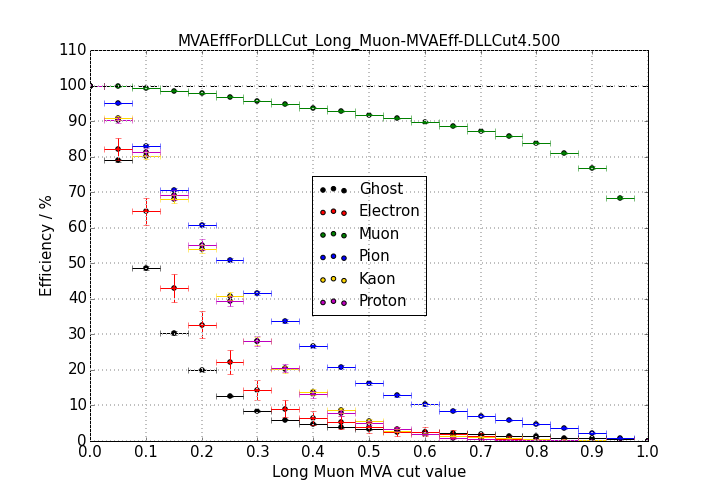 MVAEffForDLLCut_Long_Muon-MVAEff-DLLCut4.500
110
100
90
80
70
60
50
40
30
20
10
0
Efficiency / %
Ghost
Electron
Muon
Pion
Kaon
Proton
0.0 0.1 0.2 0.3 0.4 0.5 0.6 0.7 0.8 0.9 1.0
Long Muon MVA cut value